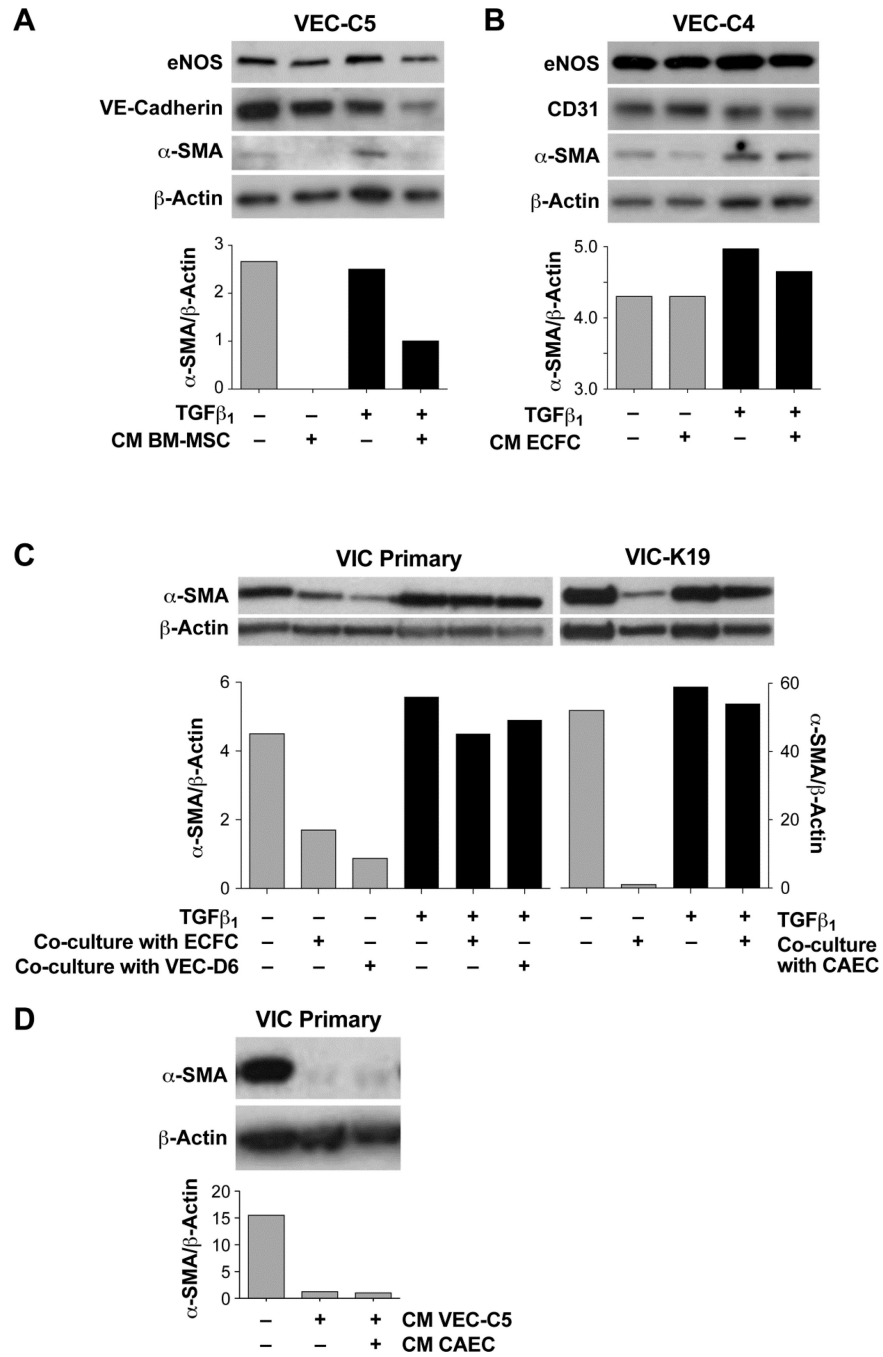 A
VEC-C5
eNOS
VE-Cadherin
α-SMA
β-Actin
α-SMA/β-Actin
3
2
1
0
TGFβ1 – – + +
CM BM-MSC – + – +
B
VEC-C4
eNOS
CD31
α-SMA
β-Actin
α-SMA/β-Actin
5.0
4.0
3.0
TGFβ1 – – + +
CM ECFC – + – +
C
VIC Primary
VIC-K19
α-SMA
β-Actin
α-SMA/β-Actin
6
4
2
0
60
40
20
0
α-SMA/β-Actin
TGFβ1 – – – + + + – – + + TGFβ1
Co-culture with ECFC – + – – + – – + – + Co-culture
Co-culture with VEC-D6 – – + – – + with CAEC
D
VIC Primary
α-SMA
β-Actin
α-SMA/β-Actin
20
15
10
5
0
– + + CM VEC-C5
– – + CM CAEC